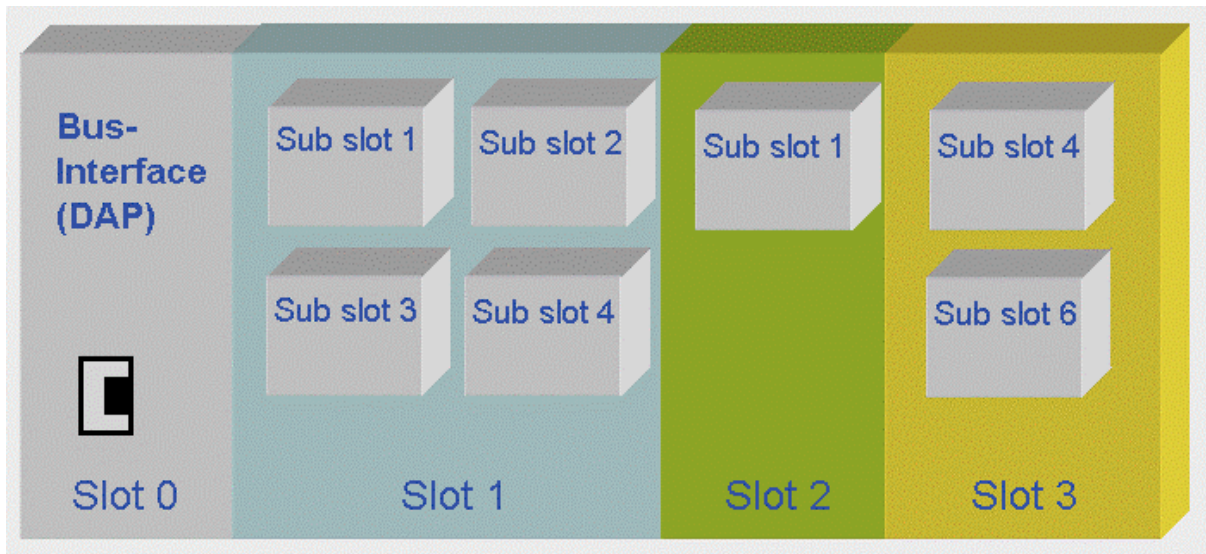 Bus-
Interface
(DAP)
Slot 0
Sub slot 1
Sub slot 2
Sub slot 3
Sub slot 4
Slot 1
Sub slot 1
Slot 2
Sub slot 4
Sub slot 6
Slot 3